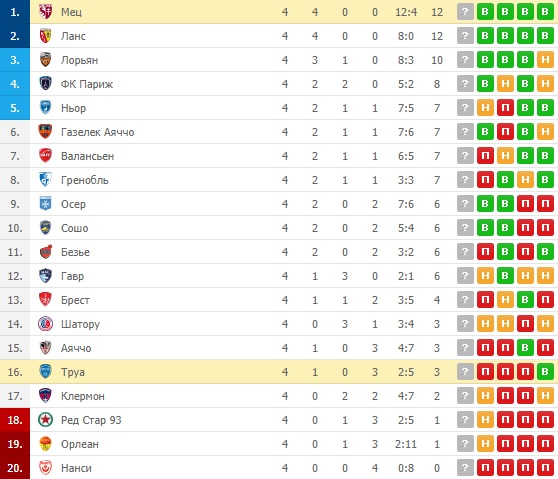 1. Мец 4 4 0 0 12:4 12 ? В В В В
2. Ланс 4 4 0 0 8:0 12 ? В В В В
3. Лорьян 4 3 1 0 8:3 10 ? В В В Н
4. ФК Париж 4 2 2 0 5:2 8 ? В Н В Н
5. Ньор 4 2 1 1 7:5 7 ? Н П В В
6. Газелек Аяччо 4 2 1 1 7:6 7 ? В П В Н
7. Валансьен 4 2 1 1 6:5 7 ? П Н В В
8. Гренобль 4 2 1 1 3:3 7 ? П В Н В
9. Осер 4 2 0 2 7:6 6 ? В В П П
10. Сошо 4 2 0 2 5:4 6 ? В В П П
11. Безье 4 2 0 2 3:2 6 ? П В П В
12. Гавр 4 1 3 0 2:1 6 ? Н В Н Н
13. Брест 4 1 1 2 3:5 4 ? П Н В П
14. Шатору 4 0 3 1 3:4 3 ? Н Н П Н
15. Аяччо 4 1 0 3 4:7 3 ? П П В П
16. Труа 4 1 0 3 2:5 3 ? П П П В
17. Клермон 4 0 2 2 4:7 2 ? Н П П Н
18. Ред Стар 93 4 0 1 3 2:5 1 ? Н П П П
19. Орлеан 4 0 1 3 2:11 1 ? Н П П П
20. Нанси 4 0 0 4 0:8 0 ? П П П П